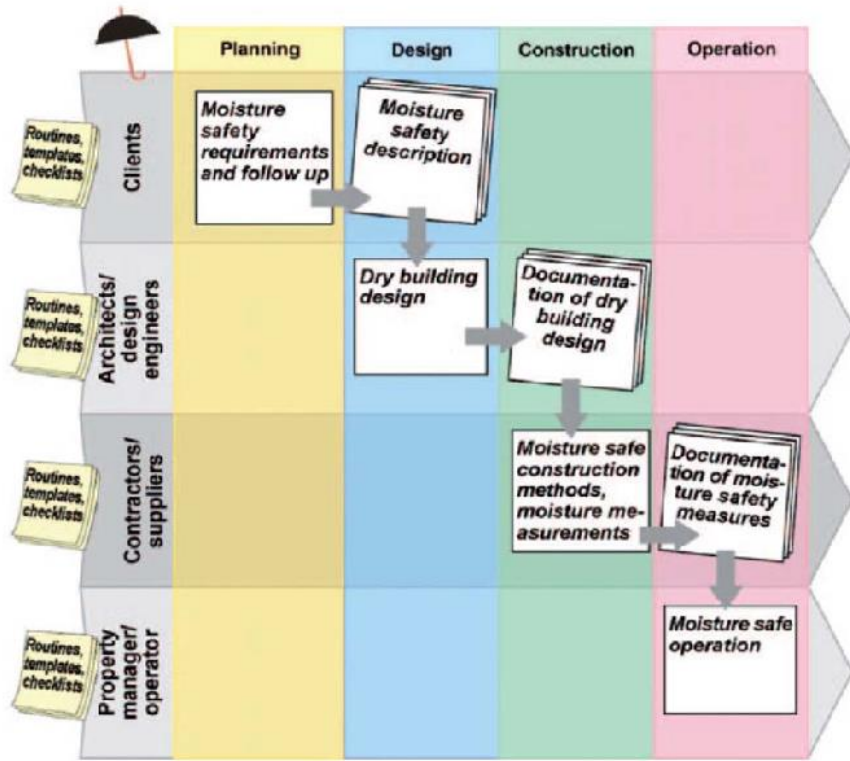 Planning
Design
Construction
Operation
Routines,
templates,
checklists
Clients
Moisture
safety
requirements
and follow up
Moisture
safety
description
Routines,
templates,
checklists
Architects/
design
engineers
Dry building
design
Documenta-
tion of dry
building
design
Routines,
templates,
checklists
Contractors/
suppliers
Moisture safe
construction
methods,
moisture me-
asurements
Documenta-
tion of mois-
ture safety
measures
Routines,
templates,
checklists
Property
manager/
operator
Moisture safe
operation